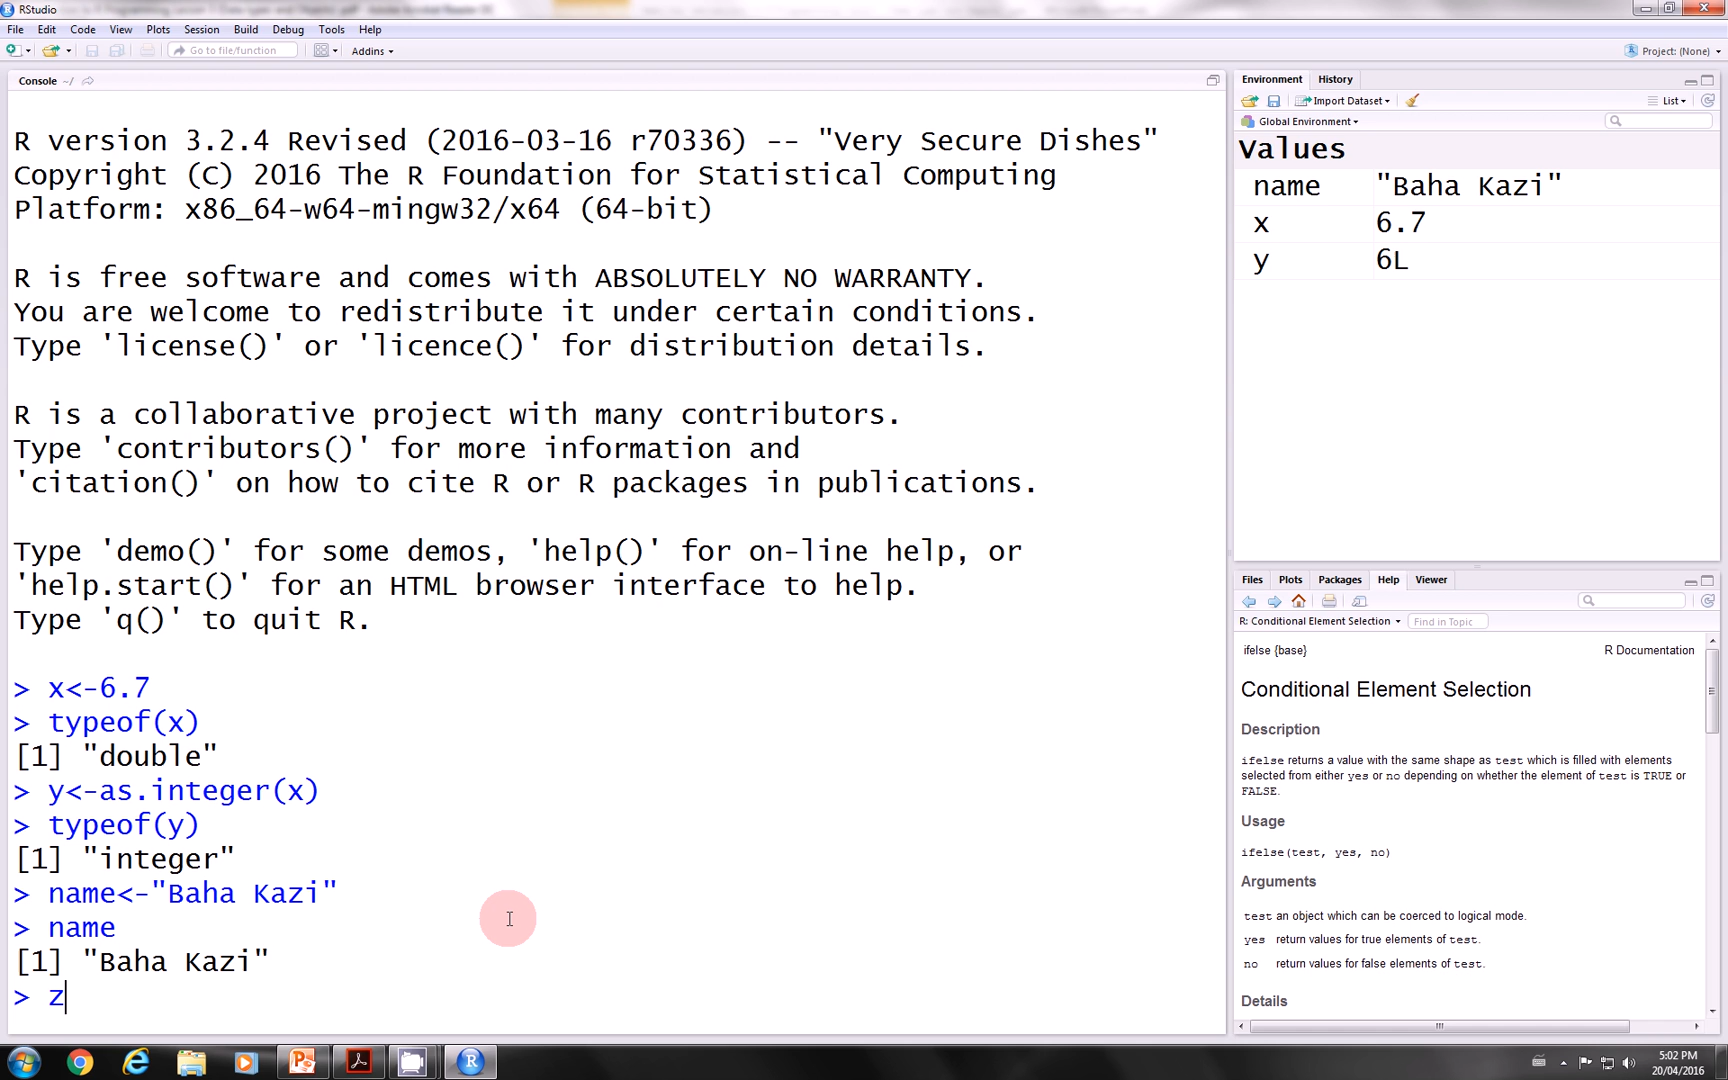 RStudio
File Edit Code View Plots Session Build Debug Tools Help
Go to file/function Addins Project: (None)
Console ~/
R version 3.2.4 Revised (2016-03-16 r70336) -- "Very Secure Dishes"
Copyright (C) 2016 The R Foundation for Statistical Computing
Platform: x86_64-w64-mingw32/x64 (64-bit)
R is free software and comes with ABSOLUTELY NO WARRANTY.
You are welcome to redistribute it under certain conditions.
Type 'license()' or 'licence()' for distribution details.
R is a collaborative project with many contributors.
Type 'contributors()' for more information and
'citation()' on how to cite R or R packages in publications.
Type 'demo()' for some demos, 'help()' for on-line help, or
'help.start()' for an HTML browser interface to help.
Type 'q()' to quit R.
> x<-6.7
> typeof(x)
[1] "double"
> y<-as.integer(x)
> typeof(y)
[1] "integer"
> name<-"Baha Kazi"
> name
[1] "Baha Kazi"
> z
Environment History
Import Dataset List
Global Environment
Values
name "Baha Kazi"
x 6.7
y 6L
Files Plots Packages Help Viewer
R: Conditional Element Selection Find in Topic
ifelse {base} R Documentation
Conditional Element Selection
Description
ifelse returns a value with the same shape as test which is filled with elements
selected from either yes or no depending on whether the element of test is TRUE or
FALSE.
Usage
ifelse(test, yes, no)
Arguments
test an object which can be coerced to logical mode.
yes return values for true elements of test.
no return values for false elements of test.
Details
5:02 PM
20/04/2016